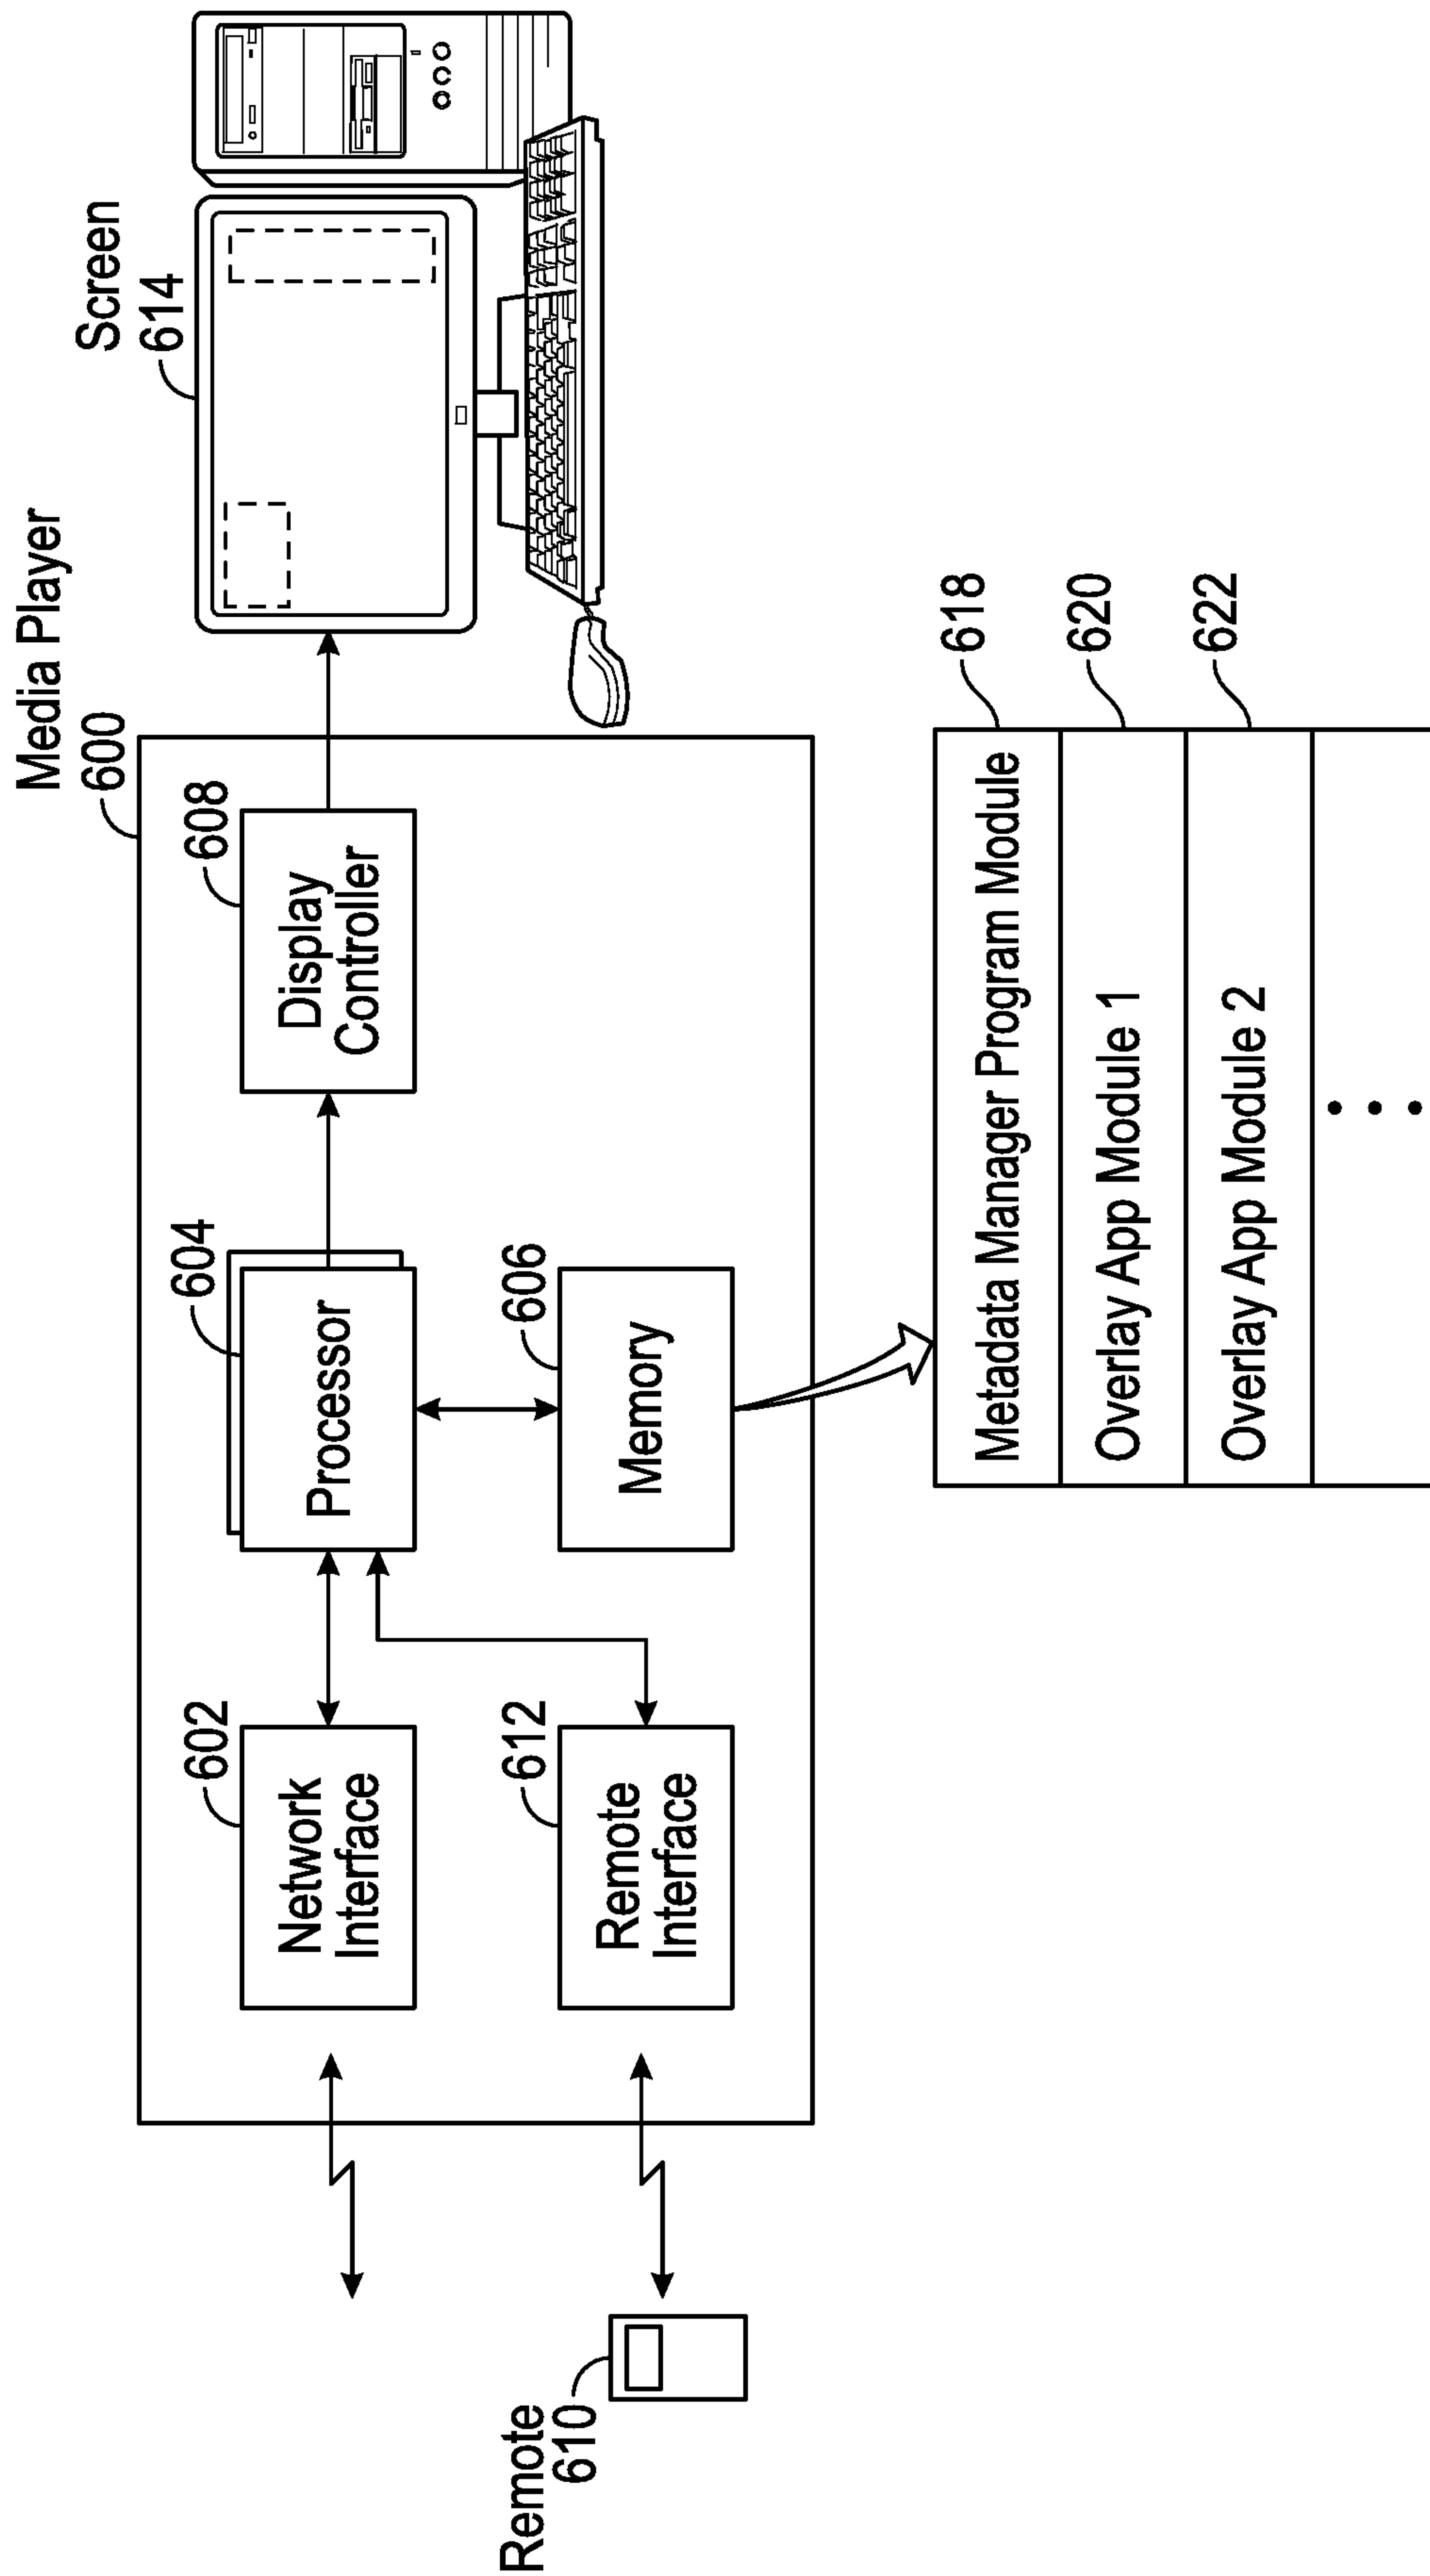 Media Player
600
Screen
614
Network
Interface
602
Processor
604
Display
Controller
608
Remote
610
Remote
Interface
612
Memory
606
Metadata Manager Program Module
618
Overlay App Module 1
620
Overlay App Module 2
622